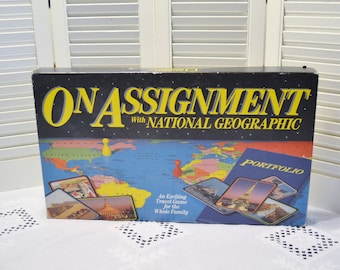 ON ASSIGNMENT
With NATIONAL GEOGRAPHIC
PORTFOLIO
An Exciting
Travel Game
for the
Whole Family